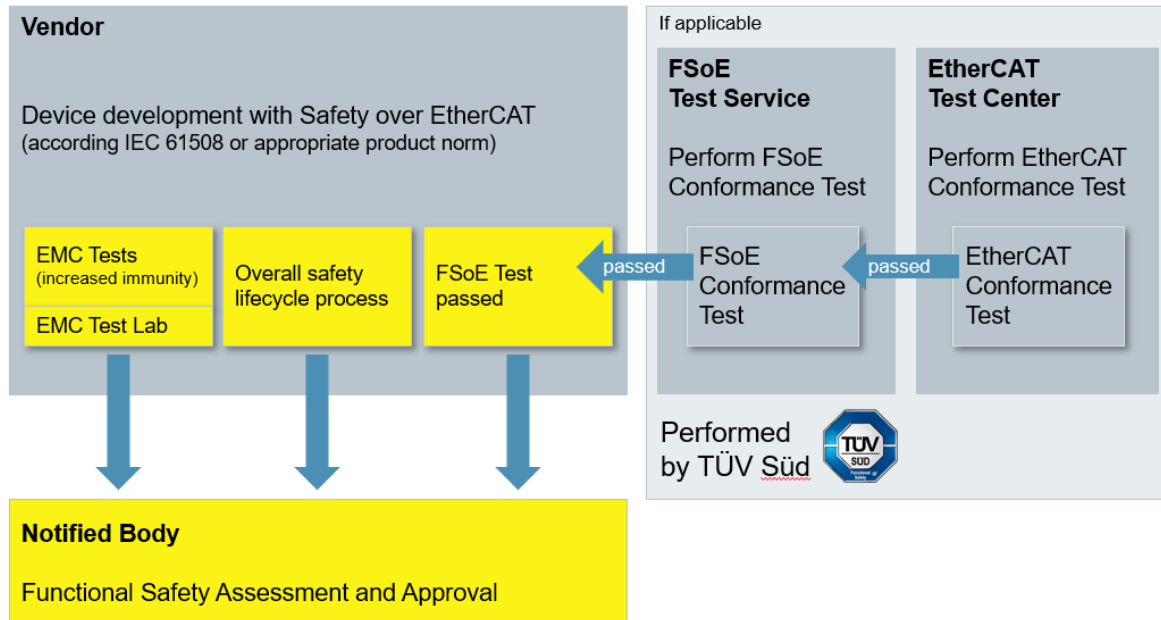 Vendor
Device development with Safety over EtherCAT
(according IEC 61508 or appropriate product norm)
EMC Tests
(increased immunity)
EMC Test Lab
Overall safety
lifecycle process
FSoE Test
passed
If applicable
FSoE
Test Service
Perform FSoE
Conformance Test
passed
FSoE
Conformance
Test
EtherCAT
Test Center
Perform EtherCAT
Conformance Test
passed
EtherCAT
Conformance
Test
Performed
by TÜV Süd
TÜV
SÜD
Functional
Safety
Notified Body
Functional Safety Assessment and Approval